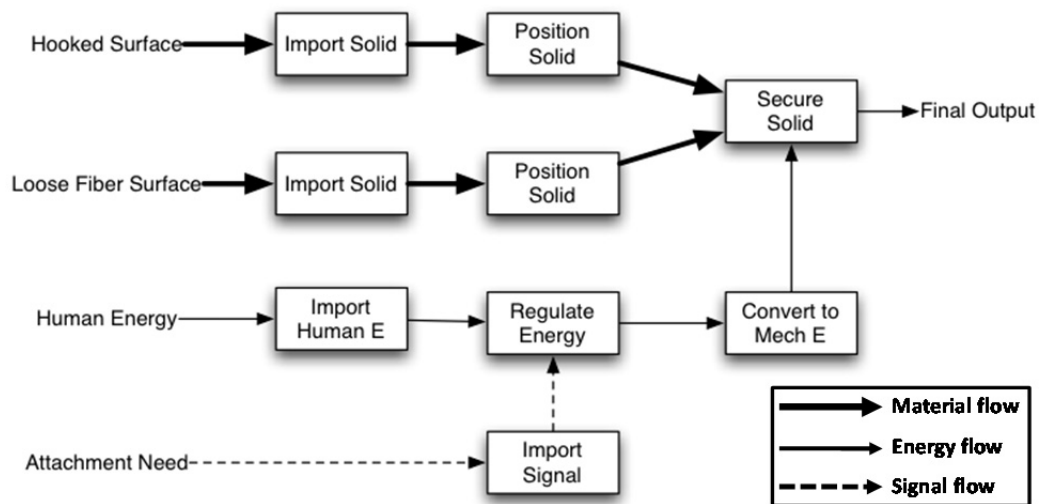 Hooked Surface
Import Solid
Position
Solid
Secure
Solid
Final Output
Loose Fiber Surface
Import Solid
Position
Solid
Human Energy
Import
Human E
Regulate
Energy
Convert to
Mech E
Attachment Need
Import
Signal
Material flow
Energy flow
Signal flow